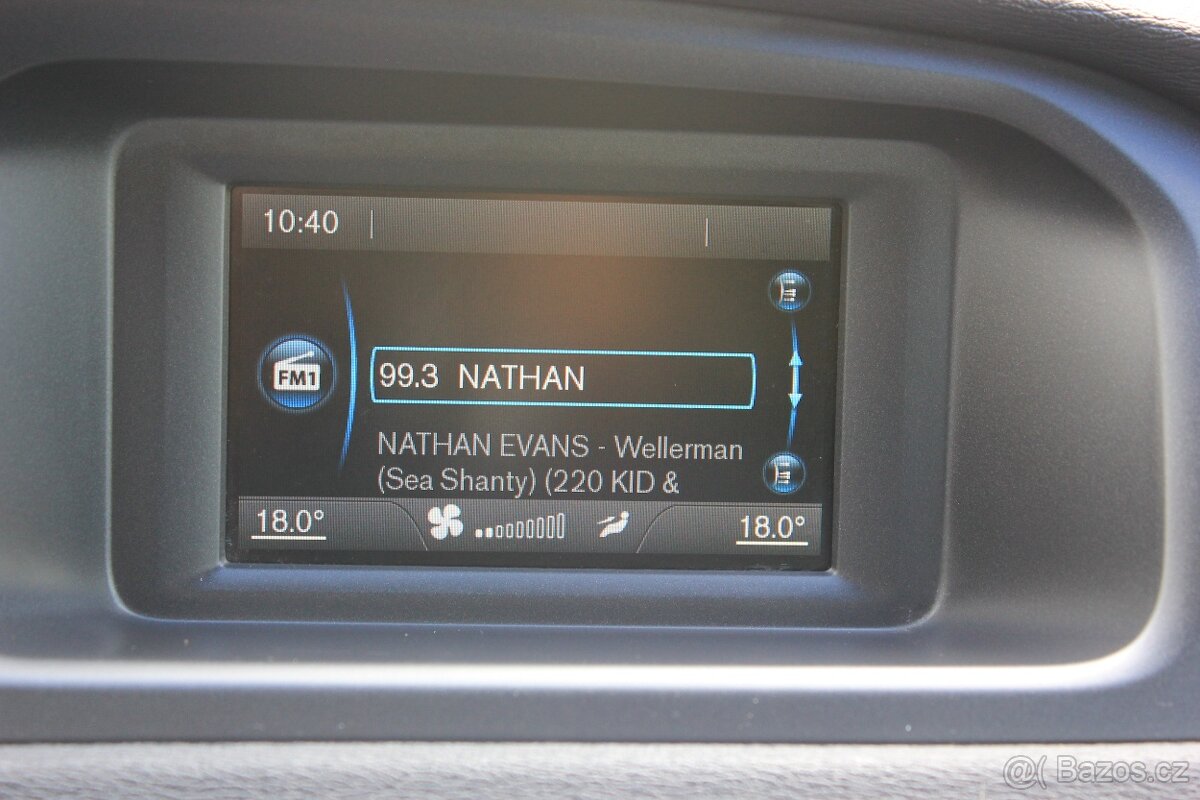 10:40
FM1
99.3 NATHAN
NATHAN EVANS - Wellerman
(Sea Shanty) (220 KID &
18.0°
18.0°
@( Bazos.cz